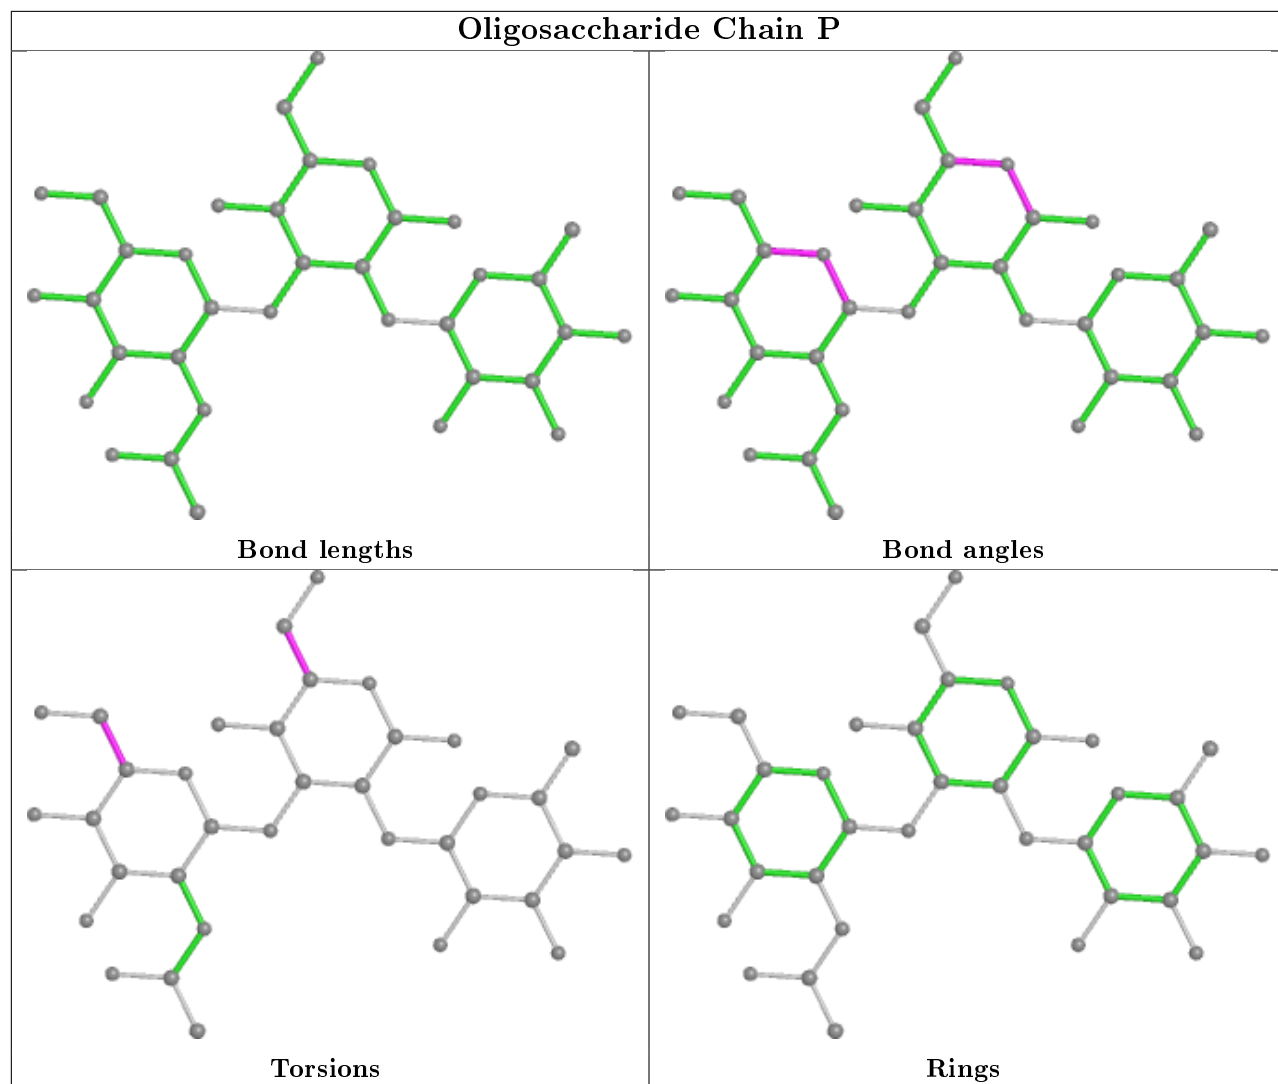 Oligosaccharide Chain P
Bond lengths
Bond angles
Torsions
Rings